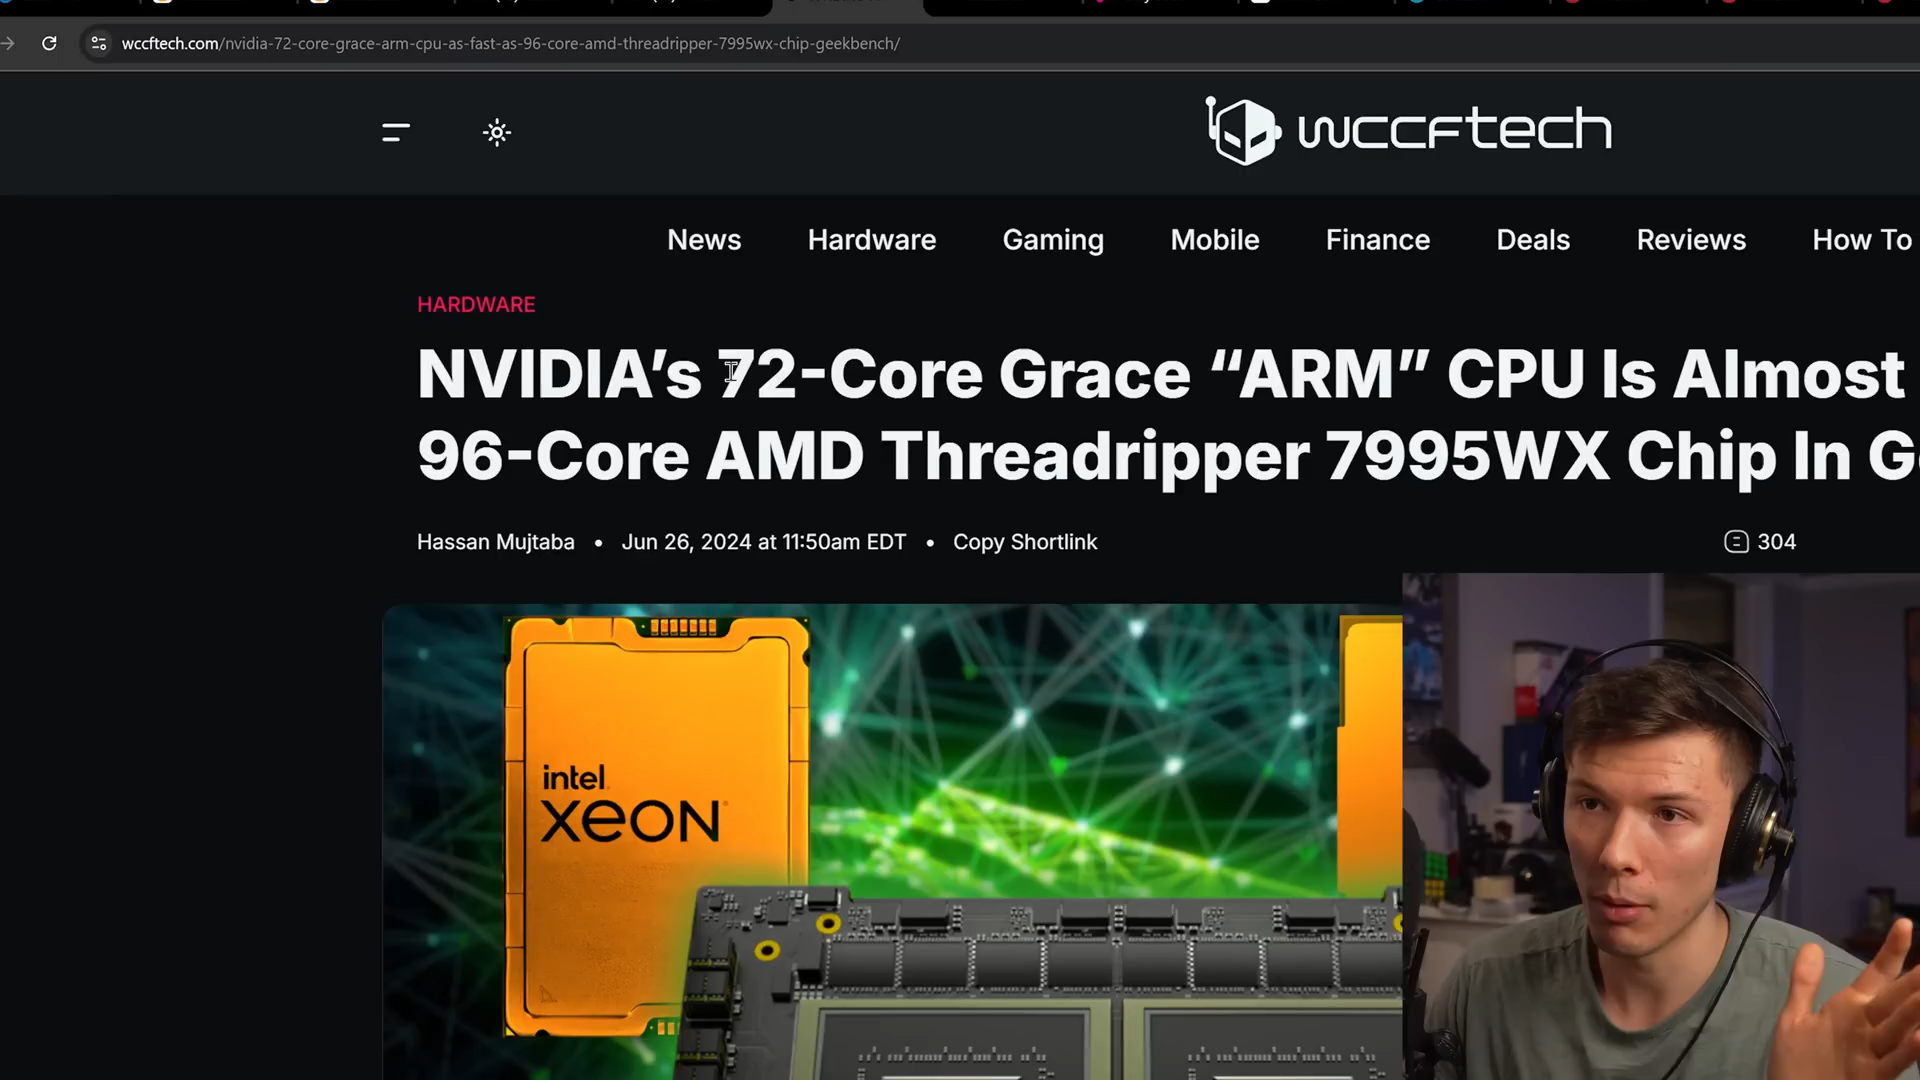 wccftech.com/nvidia-72-core-grace-arm-cpu-as-fast-as-96-core-amd-threadripper-7995wx-chip-geekbench/
wccftech
News Hardware Gaming Mobile Finance Deals Reviews How To
HARDWARE
NVIDIA’s 72-Core Grace “ARM” CPU Is Almost
96-Core AMD Threadripper 7995WX Chip In G
Hassan Mujtaba • Jun 26, 2024 at 11:50am EDT • Copy Shortlink
304
intel
XEON